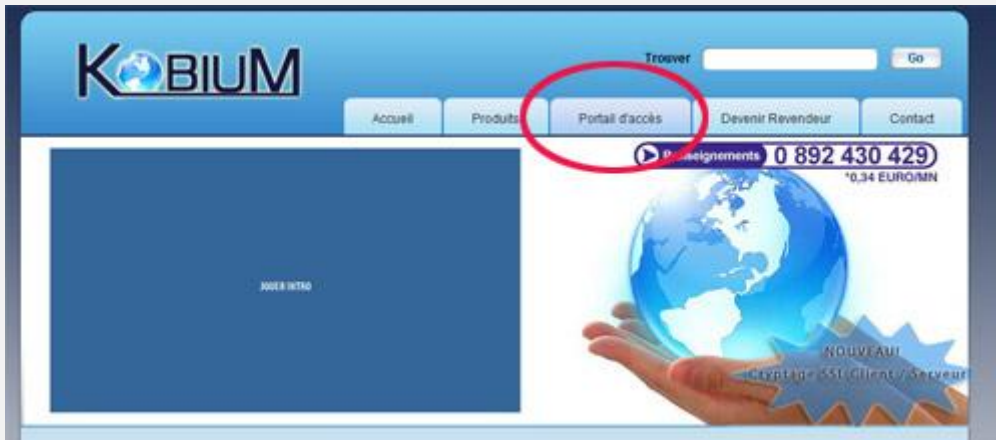 KOBIUM
Trouver Go
Accueil Produits Portail d'accès Devenir Revendeur Contact
Renseignements 0 892 430 429
*0,34 EURO/MN
JOUER INTRO
NOUVEAU!
Cryptage SSL Client / Serveur